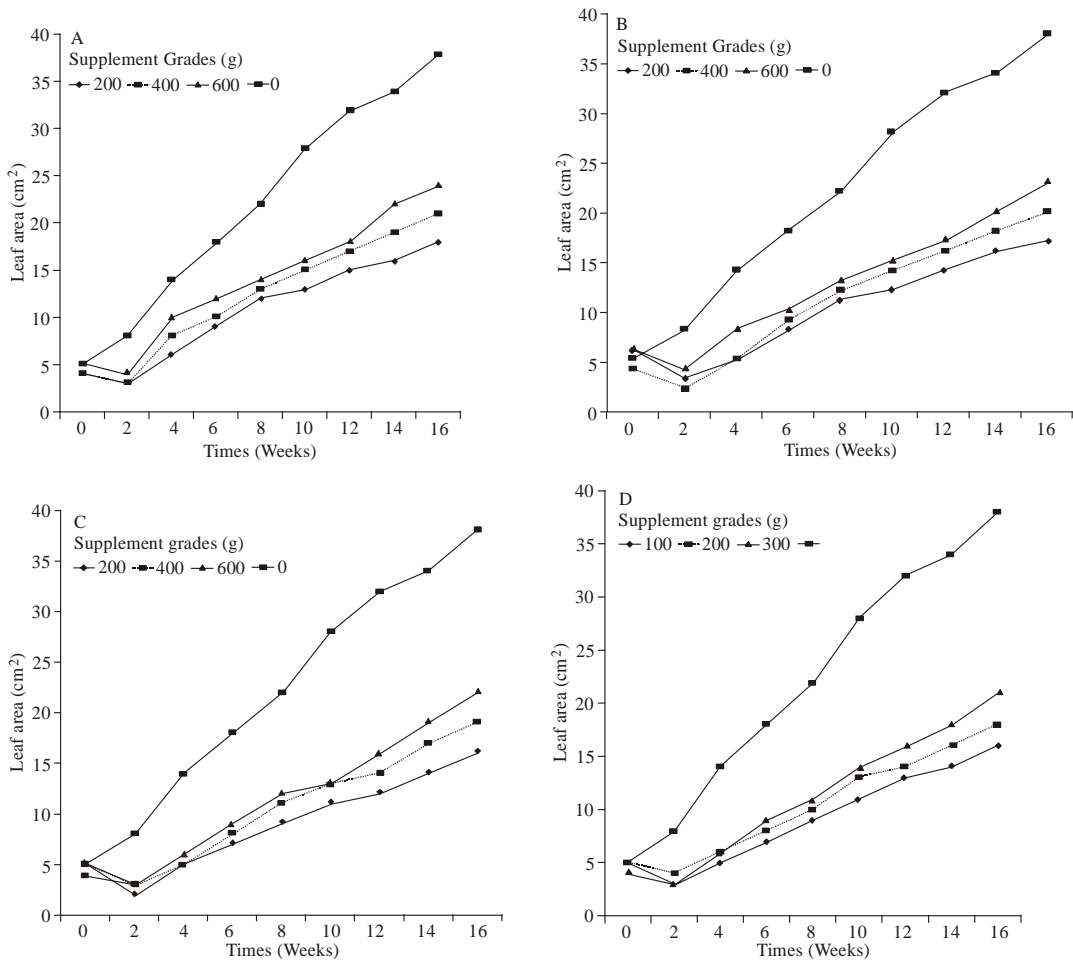 A
Supplement Grades (g)
200 400 600 0
40
35
30
25
20
15
10
5
0
Leaf area (cm²)
0 2 4 6 8 10 12 14 16
Times (Weeks)
B
Supplement Grades (g)
200 400 600 0
40
35
30
25
20
15
10
5
0
Leaf area (cm²)
0 2 4 6 8 10 12 14 16
Times (Weeks)
C
Supplement grades (g)
200 400 600 0
40
35
30
25
20
15
10
5
0
Leaf area (cm²)
0 2 4 6 8 10 12 14 16
Times (Weeks)
D
Supplement grades (g)
100 200 300
40
35
30
25
20
15
10
5
0
Leaf area (cm²)
0 2 4 6 8 10 12 14 16
Times (Weeks)